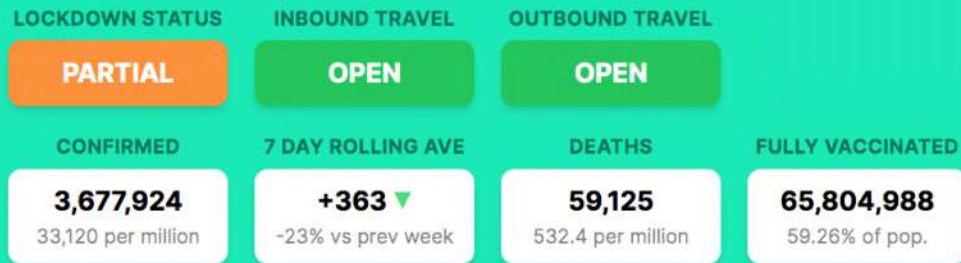 LOCKDOWN STATUS INBOUND TRAVEL OUTBOUND TRAVEL
PARTIAL OPEN OPEN
CONFIRMED 7 DAY ROLLING AVE DEATHS FULLY VACCINATED
3,677,924 +363 ▼ 59,125 65,804,988
33,120 per million -23% vs prev week 532.4 per million 59.26% of pop.